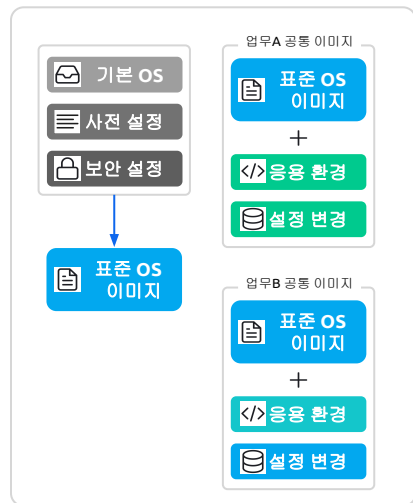 기본 OS
사전 설정
보안 설정
표준 OS
이미지
업무A 공통 이미지
표준 OS
이미지
+
</> 응용 환경
설정 변경
업무B 공통 이미지
표준 OS
이미지
+
</> 응용 환경
설정 변경